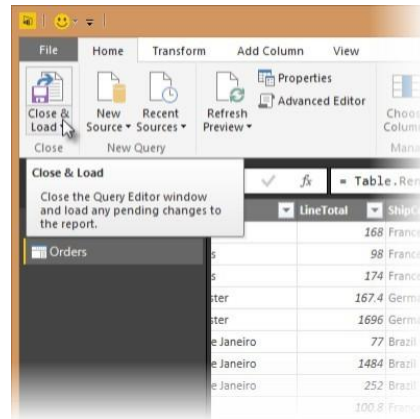 File Home Transform Add Column View
Close & Load
New Source
Recent Sources
Refresh Preview
Properties
Advanced Editor
Close
New Query
Close & Load
Close the Query Editor window
and load any pending changes to
the report.
fx = Table.Ren
LineTotal
Orders
168 France
98 France
174 France
167.4 Germ
1696 Germ
e Janeiro 77 Brazil
e Janeiro 1484 Brazil
e Janeiro 252 Brazil
100.8